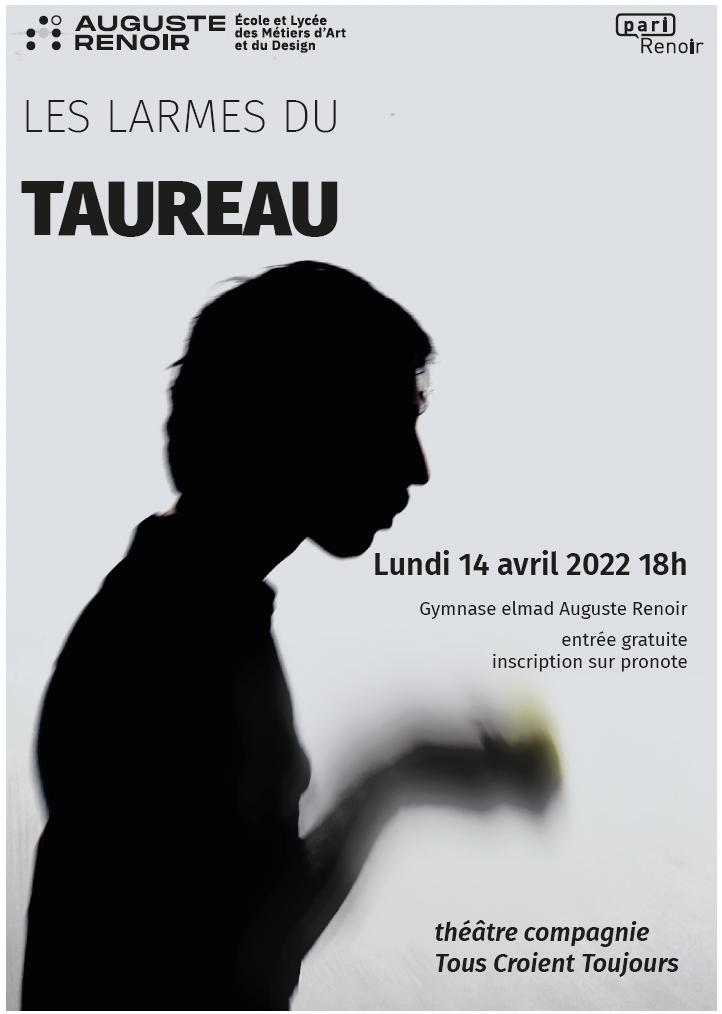 AUGUSTE
RENOIR
École et Lycée
des Métiers d'Art
et du Design
pari
Renoir
LES LARMES DU
TAUREAU
Lundi 14 avril 2022 18h
Gymnase elmad Auguste Renoir
entrée gratuite
inscription sur pronote
théâtre compagnie
Tous Croient Toujours